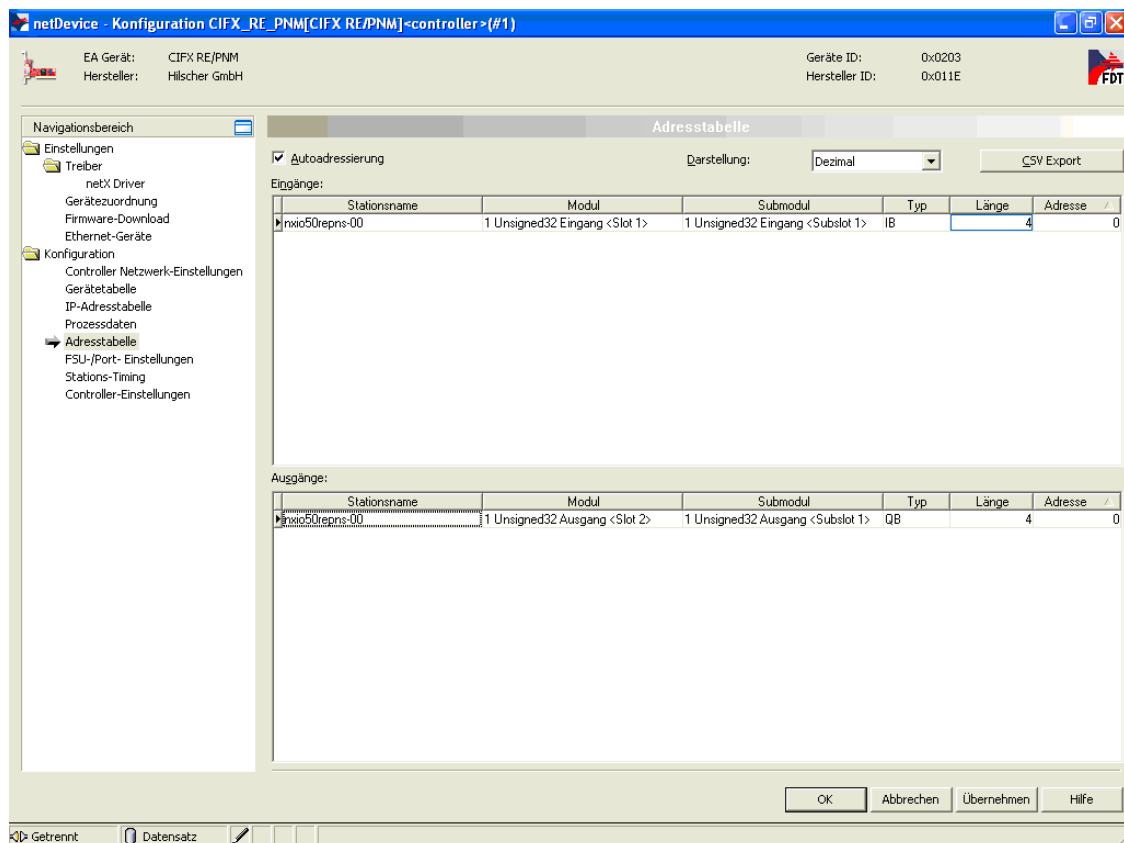 netDevice - Konfiguration CIFX_RE_PNM[CIFX RE/PNM]<controller>(#1)
EA Gerät: CIFX RE/PNM Geräte ID: 0x0203
Hersteller: Hilscher GmbH Hersteller ID: 0x011E
FDT
Navigationsbereich
Einstellungen
Treiber
netX Driver
Gerätezuordnung
Firmware-Download
Ethernet-Geräte
Konfiguration
Controller Netzwerk-Einstellungen
Gerätetabelle
IP-Adresstabelle
Prozessdaten
Adresstabelle
FSU-/Port- Einstellungen
Stations-Timing
Controller-Einstellungen
Adresstabelle
Autoadressierung Darstellung: Dezimal CSV Export
Eingänge:
Stationsname Modul Submodul Typ Länge Adresse
nxio50repns-00 1 Unsigned32 Eingang <Slot 1> 1 Unsigned32 Eingang <Subslot 1> IB 4 0
Ausgänge:
Stationsname Modul Submodul Typ Länge Adresse
nxio50repns-00 1 Unsigned32 Ausgang <Slot 2> 1 Unsigned32 Ausgang <Subslot 1> QB 4 0
OK Abbrechen Übernehmen Hilfe
Getrennt Datensatz